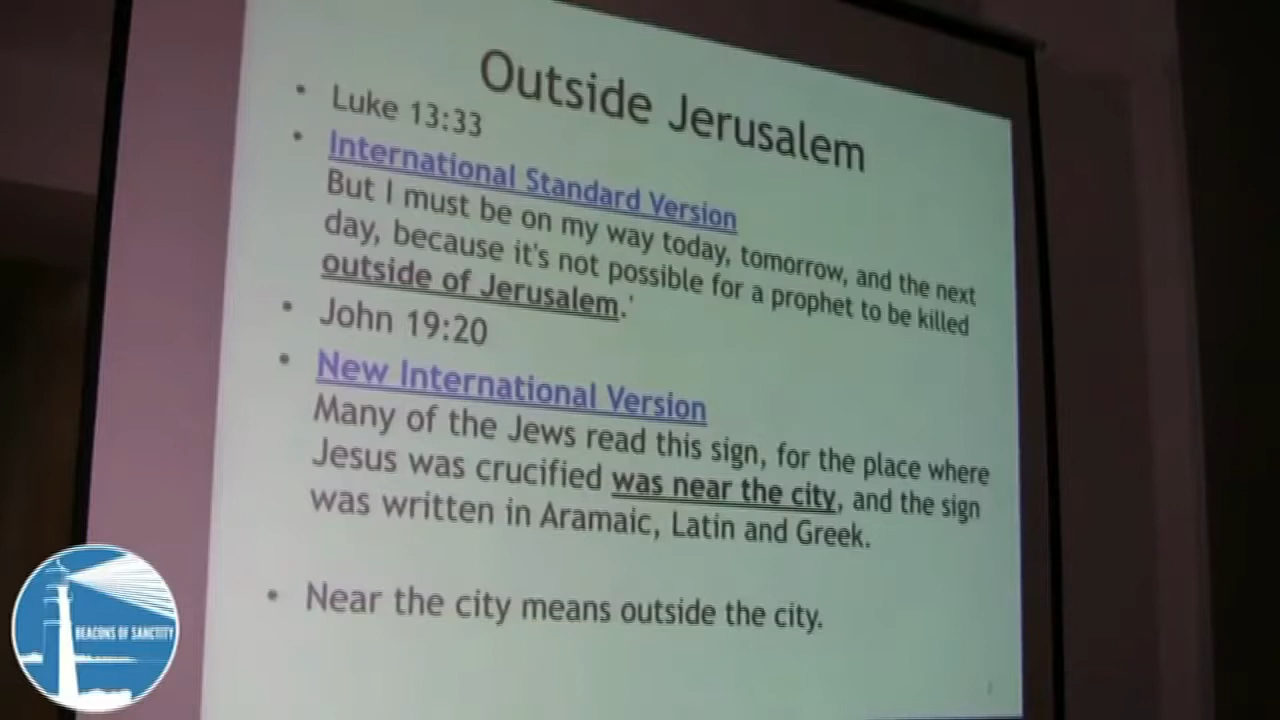 Outside Jerusalem
• Luke 13:33
• International Standard Version
But I must be on my way today, tomorrow, and the next
day, because it's not possible for a prophet to be killed
outside of Jerusalem.'
• John 19:20
• New International Version
Many of the Jews read this sign, for the place where
Jesus was crucified was near the city, and the sign
was written in Aramaic, Latin and Greek.
• Near the city means outside the city.
BEACONS OF SANCTITY